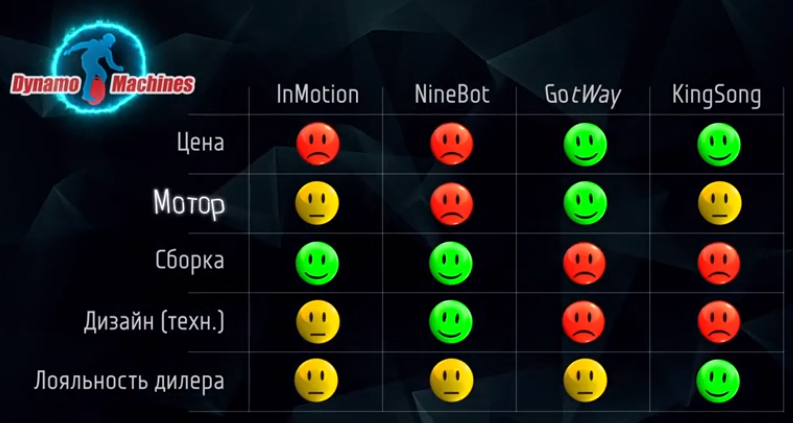 Dynamo Machines
InMotion NineBot GotWay KingSong
Цена
Мотор
Сборка
Дизайн (техн.)
Лояльность дилера